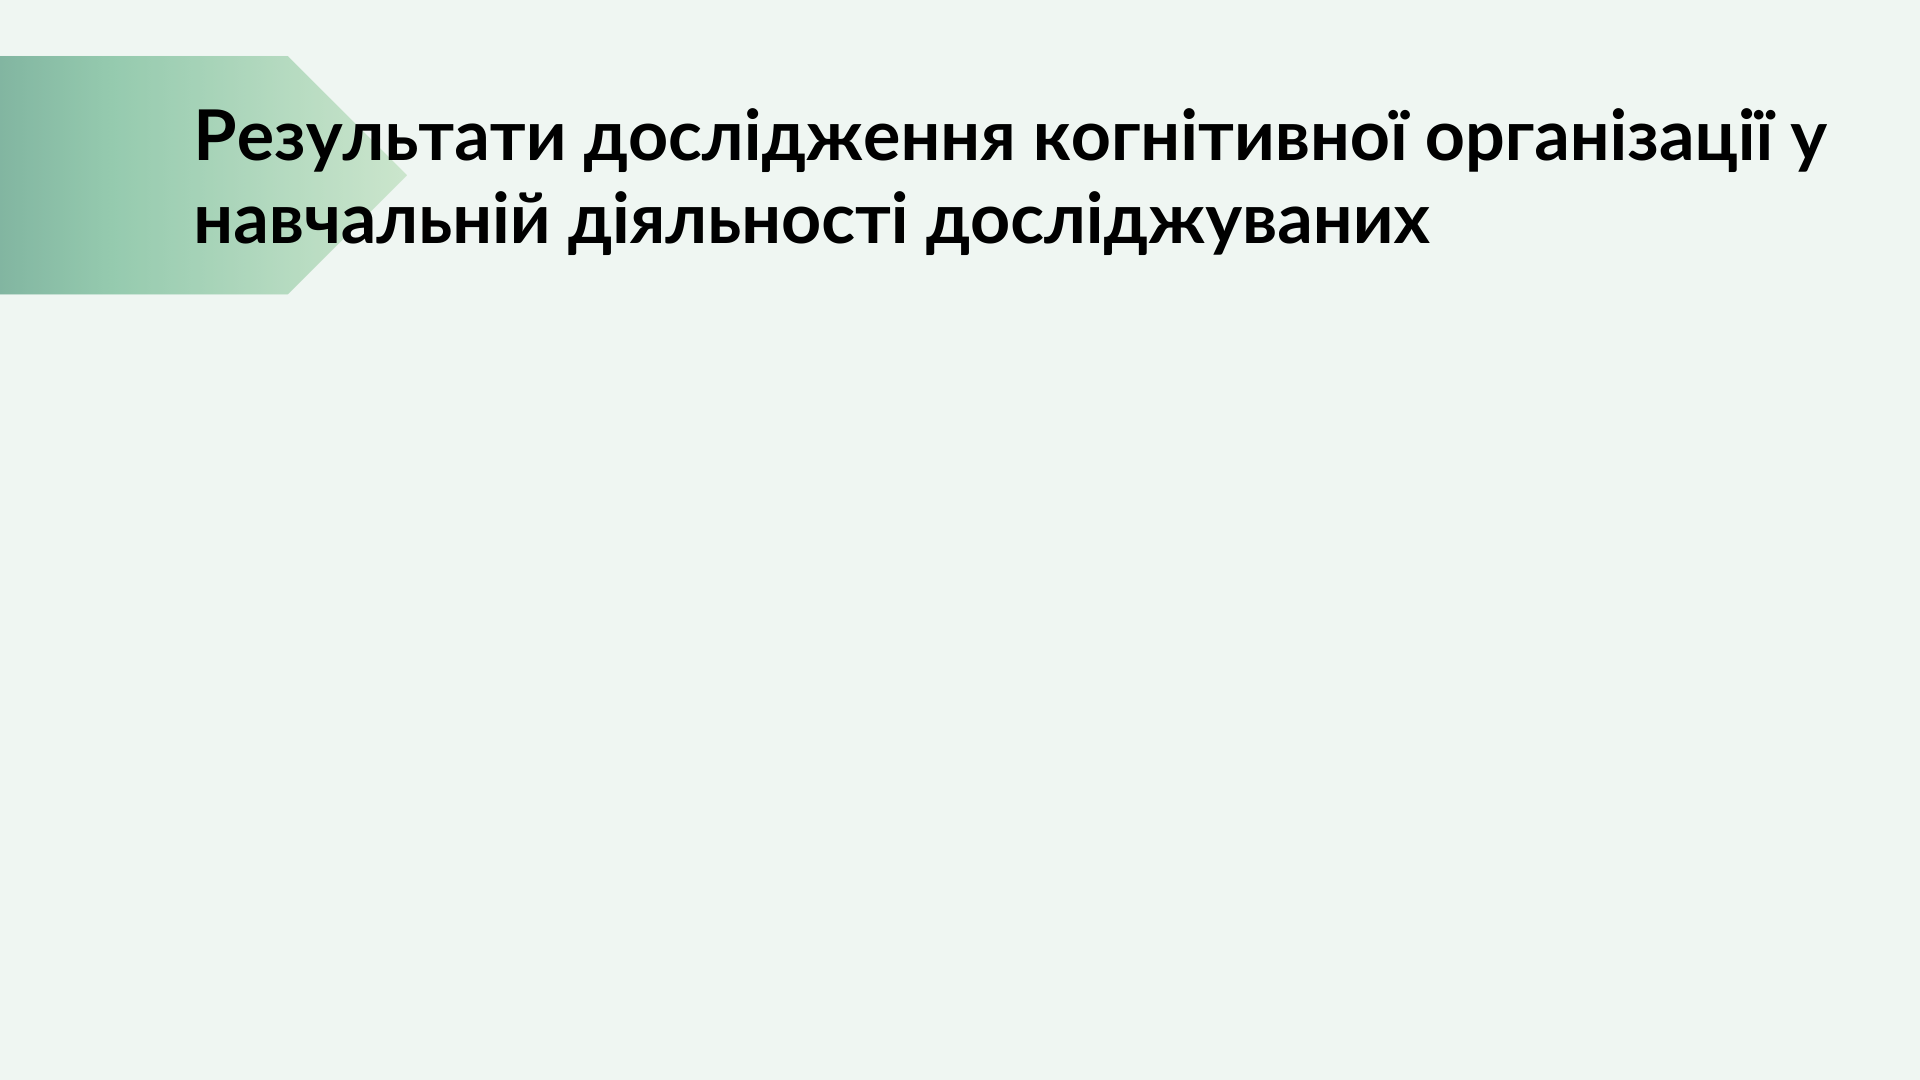 Результати дослідження когнітивної організації у
навчальній діяльності досліджуваних